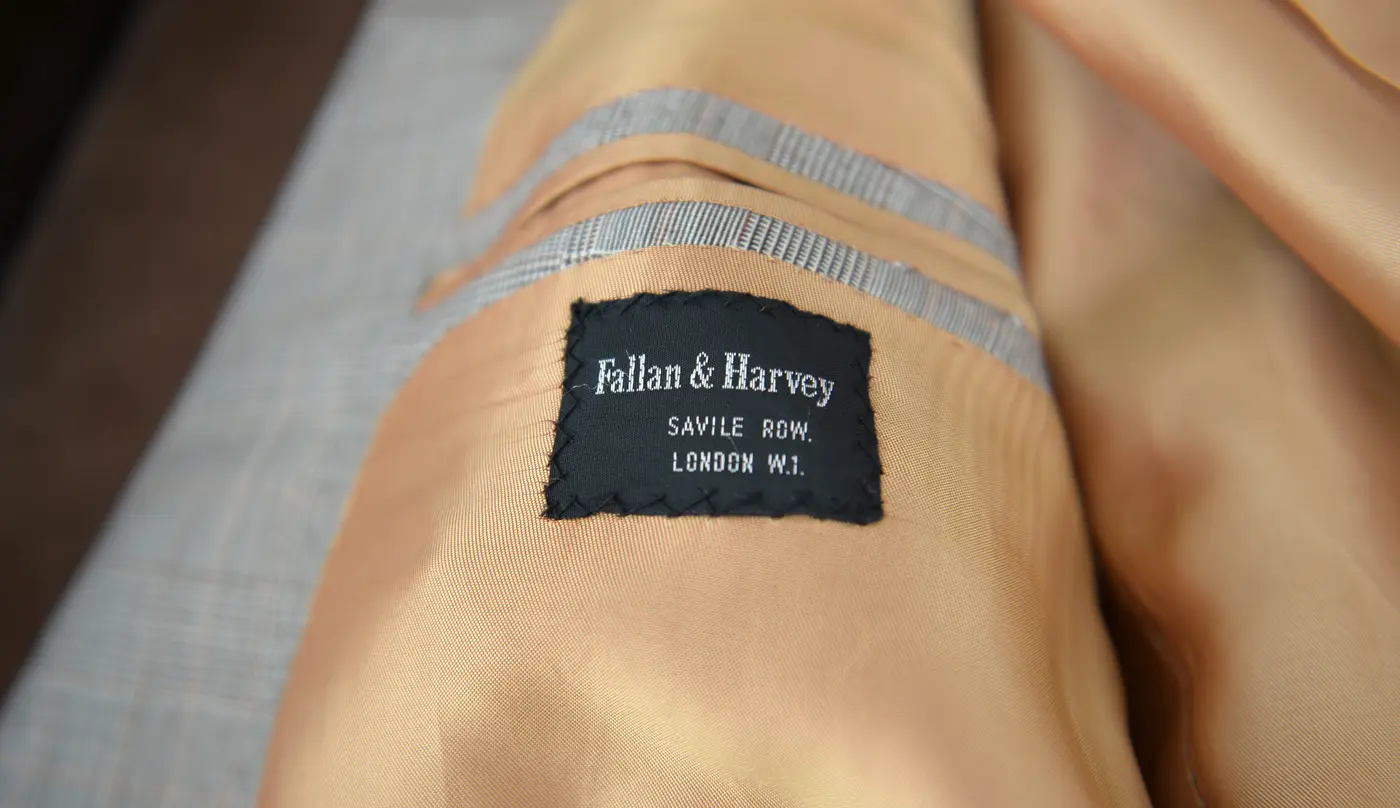 Fallan & Harvey
SAVILE ROW.
LONDON W.1.